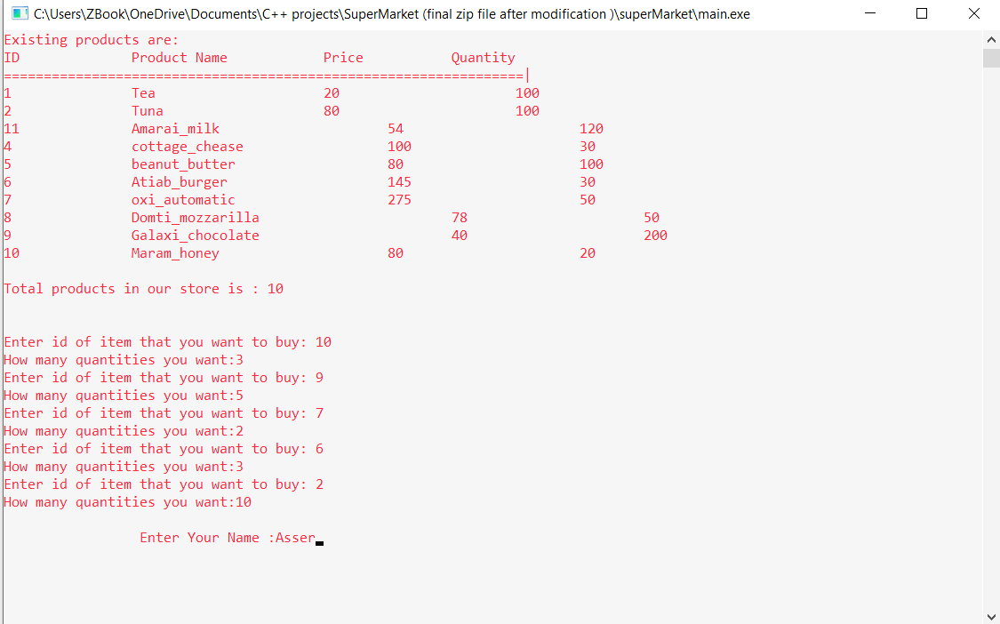 C:\Users\ZBook\OneDrive\Documents\C++ projects\SuperMarket (final zip file after modification )\superMarket\main.exe
Existing products are:
ID Product Name Price Quantity
=================================================================|
1 Tea 20 100
2 Tuna 80 100
11 Amarai_milk 54 120
4 cottage_chease 100 30
5 beanut_butter 80 100
6 Atiab_burger 145 30
7 oxi_automatic 275 50
8 Domti_mozzarilla 78 50
9 Galaxi_chocolate 40 200
10 Maram_honey 80 20
Total products in our store is : 10
Enter id of item that you want to buy: 10
How many quantities you want:3
Enter id of item that you want to buy: 9
How many quantities you want:5
Enter id of item that you want to buy: 7
How many quantities you want:2
Enter id of item that you want to buy: 6
How many quantities you want:3
Enter id of item that you want to buy: 2
How many quantities you want:10
Enter Your Name :Asser